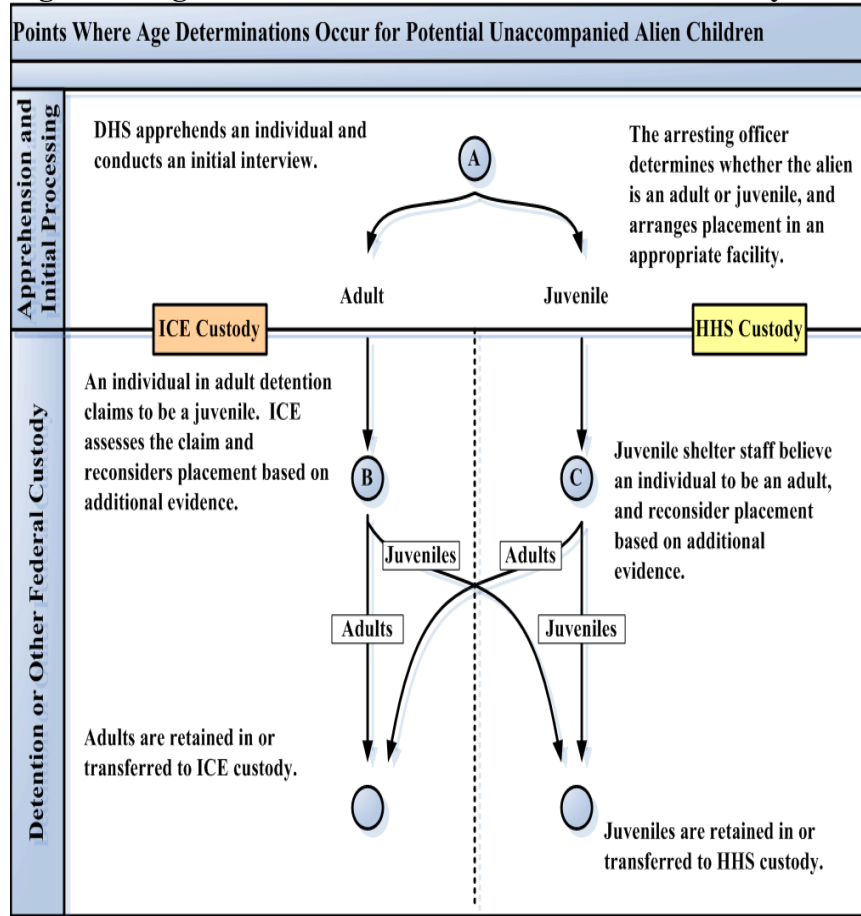 Points Where Age Determinations Occur for Potential Unaccompanied Alien Children
Apprehension and
Initial Processing
DHS apprehends an individual and
conducts an initial interview.
A
The arresting officer
determines whether the alien
is an adult or juvenile, and
arranges placement in an
appropriate facility.
Adult
Juvenile
ICE Custody
HHS Custody
Detention or Other Federal Custody
An individual in adult detention
claims to be a juvenile. ICE
assesses the claim and
reconsiders placement based on
additional evidence.
B
C
Juvenile shelter staff believe
an individual to be an adult,
and reconsider placement
based on additional
evidence.
Juveniles
Adults
Adults
Juveniles
Adults are retained in or
transferred to ICE custody.
Juveniles are retained in or
transferred to HHS custody.